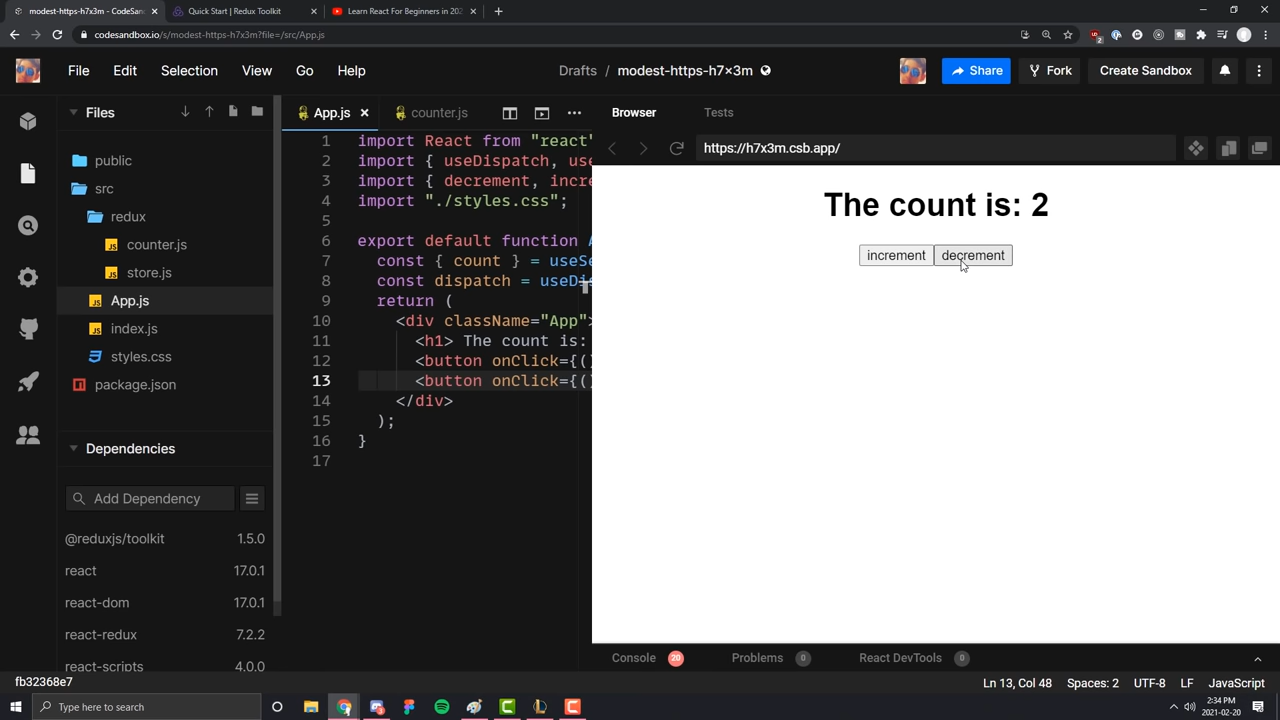 modest-https-h7x3m - CodeSan
Quick Start | Redux Toolkit
Learn React For Beginners in 202
codesandbox.io/s/modest-https-h7x3m?file=/src/App.js
File Edit Selection View Go Help
Drafts / modest-https-h7x3m
Share
Fork
Create Sandbox
Files
public
src
redux
counter.js
store.js
App.js
index.js
styles.css
package.json
Dependencies
Add Dependency
@reduxjs/toolkit 1.5.0
react 17.0.1
react-dom 17.0.1
react-redux 7.2.2
react-scripts 4.0.0
App.js
counter.js
1 import React from "react"
2 import { useDispatch, use
3 import { decrement, incre
4 import "./styles.css";
5
6 export default function A
7 const { count } = useSe
8 const dispatch = useDis
9 return (
10 <div className="App">
11 <h1> The count is:
12 <button onClick={()
13 <button onClick={()
14 </div>
15 );
16 }
17
Browser Tests
https://h7x3m.csb.app/
The count is: 2
increment
decrement
Console 20 Problems 0 React DevTools 0
fb32368e7
Ln 13, Col 48 Spaces: 2 UTF-8 LF JavaScript
Type here to search
2:34 PM
2021-02-20